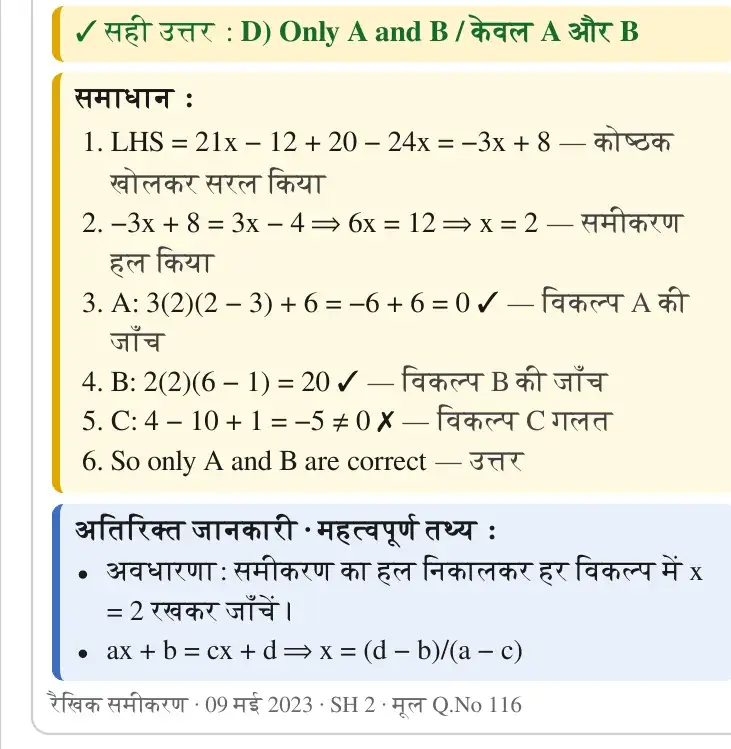 ✓ सही उत्तर : D) Only A and B / केवल A और B
समाधान :
1. LHS = 21x − 12 + 20 − 24x = −3x + 8 — कोष्ठक
खोलकर सरल किया
2. −3x + 8 = 3x − 4 ⟹ 6x = 12 ⟹ x = 2 — समीकरण
हल किया
3. A: 3(2)(2 − 3) + 6 = −6 + 6 = 0 ✓ — विकल्प A की
जाँच
4. B: 2(2)(6 − 1) = 20 ✓ — विकल्प B की जाँच
5. C: 4 − 10 + 1 = −5 ≠ 0 ✗ — विकल्प C गलत
6. So only A and B are correct — उत्तर
अतिरिक्त जानकारी · महत्वपूर्ण तथ्य :
• अवधारणा : समीकरण का हल निकालकर हर विकल्प में x
= 2 रखकर जाँचें।
• ax + b = cx + d ⟹ x = (d − b)/(a − c)
रैखिक समीकरण · 09 मई 2023 · SH 2 · मूल Q.No 116